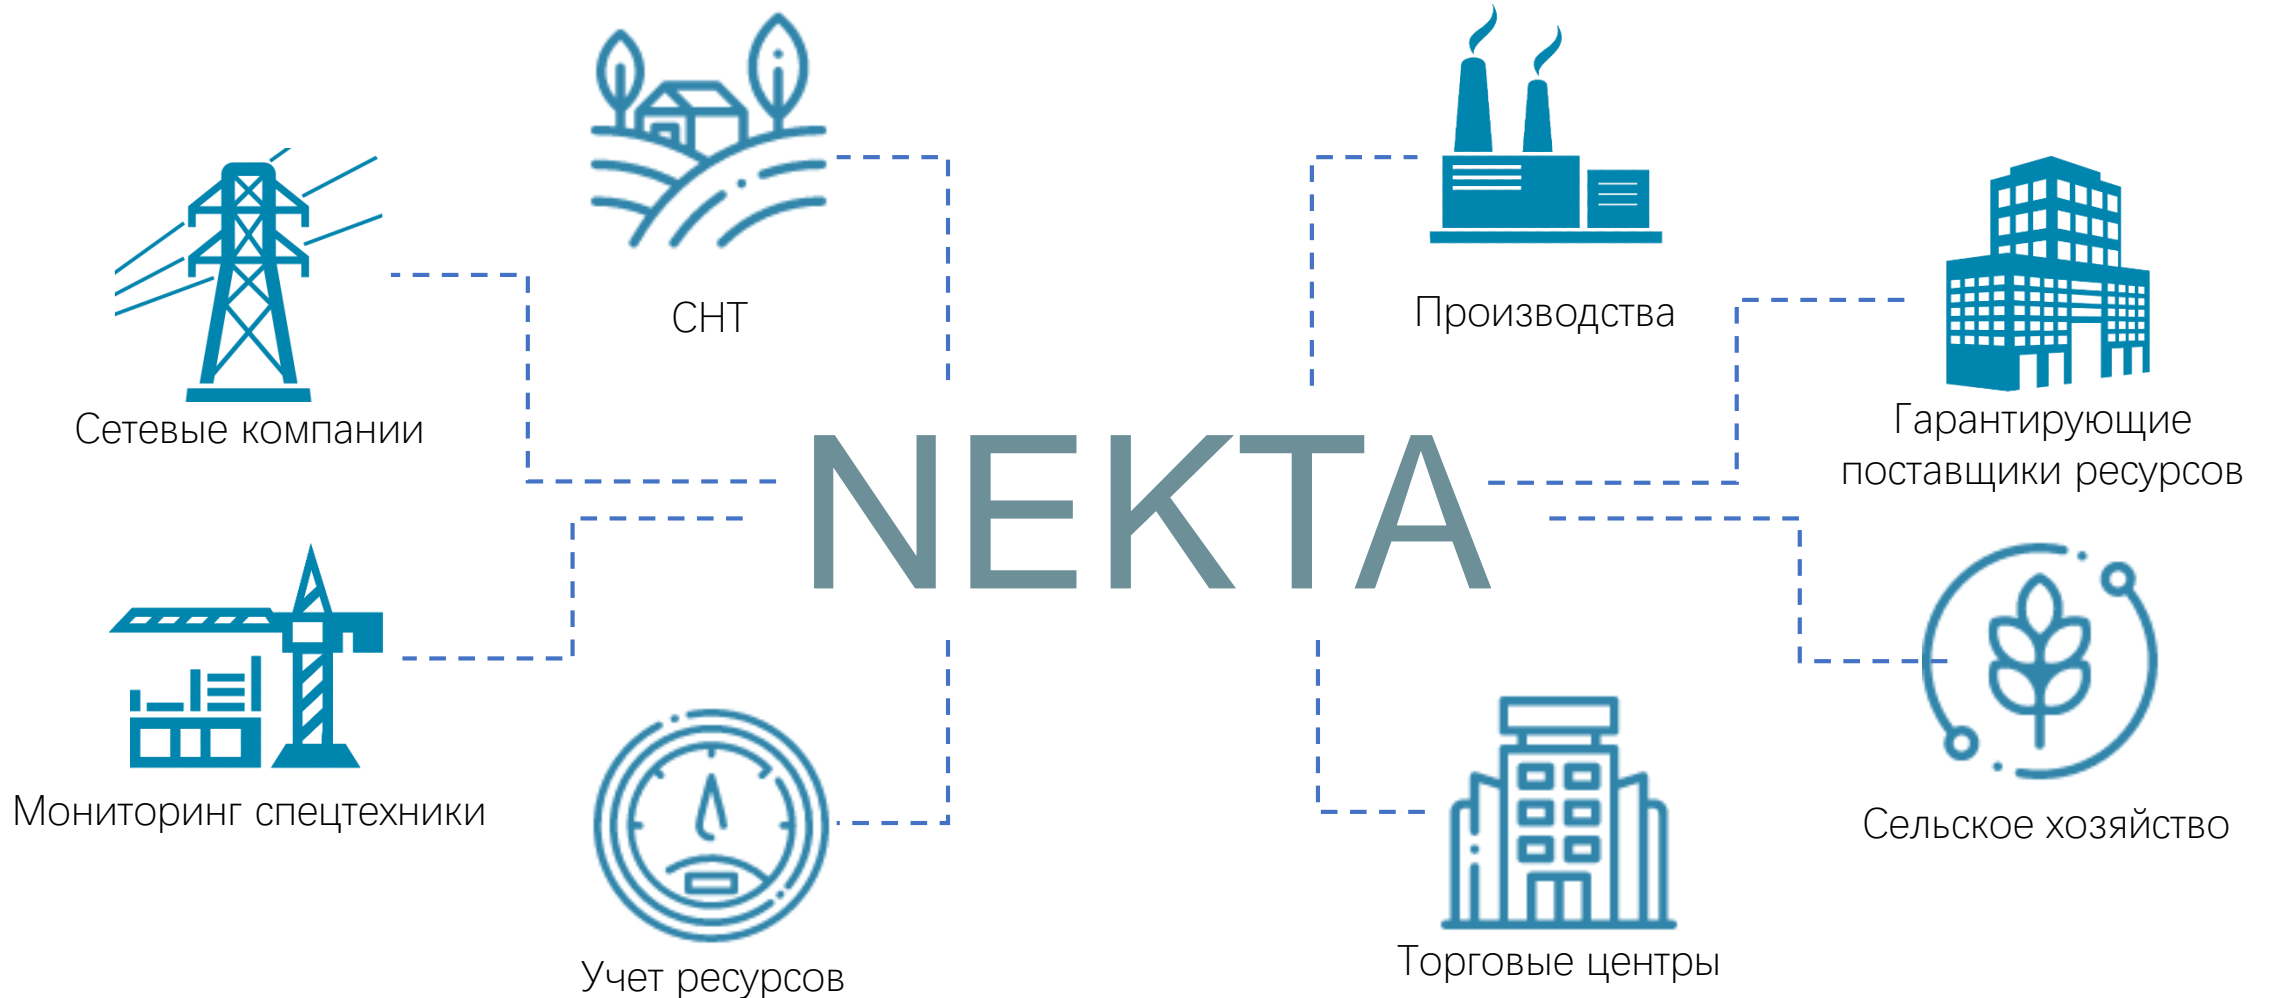 СНТ
Производства
Сетевые компании
Гарантирующие
поставщики ресурсов
NEKTA
Мониторинг спецтехники
Сельское хозяйство
Учет ресурсов
Торговые центры